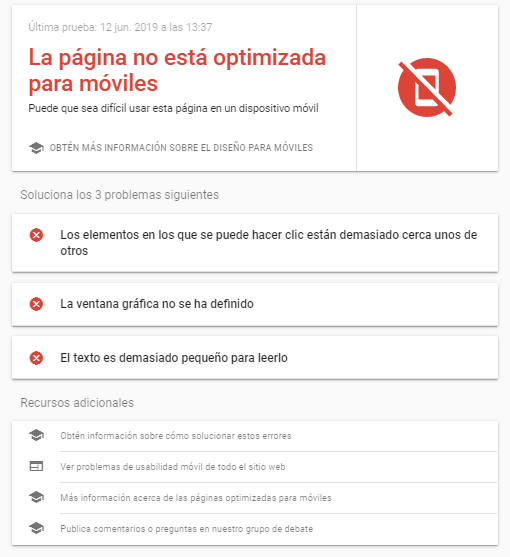 Última prueba: 12 jun. 2019 a las 13:37
La página no está optimizada
para móviles
Puede que sea difícil usar esta página en un dispositivo móvil
OBTÉN MÁS INFORMACIÓN SOBRE EL DISEÑO PARA MÓVILES
Soluciona los 3 problemas siguientes
Los elementos en los que se puede hacer clic están demasiado cerca unos de
otros
La ventana gráfica no se ha definido
El texto es demasiado pequeño para leerlo
Recursos adicionales
Obtén información sobre cómo solucionar estos errores
Ver problemas de usabilidad móvil de todo el sitio web
Más información acerca de las páginas optimizadas para móviles
Publica comentarios o preguntas en nuestro grupo de debate